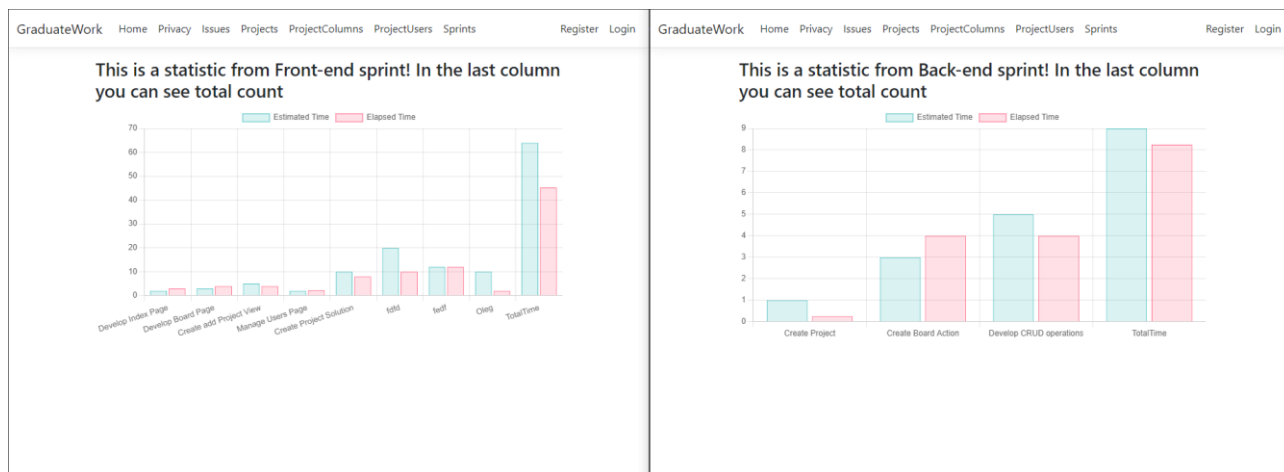 GraduateWork Home Privacy Issues Projects ProjectColumns ProjectUsers Sprints Register Login
This is a statistic from Front-end sprint! In the last column
you can see total count
Estimated Time Elapsed Time
70
60
50
40
30
20
10
0
Develop Index Page
Develop Board Page
Create add Project View
Manage Users Page
Create Project Solution
fdfd
fedf
Oleg
TotalTime
GraduateWork Home Privacy Issues Projects ProjectColumns ProjectUsers Sprints Register Login
This is a statistic from Back-end sprint! In the last column
you can see total count
Estimated Time Elapsed Time
9
8
7
6
5
4
3
2
1
0
Create Project Create Board Action Develop CRUD operations TotalTime